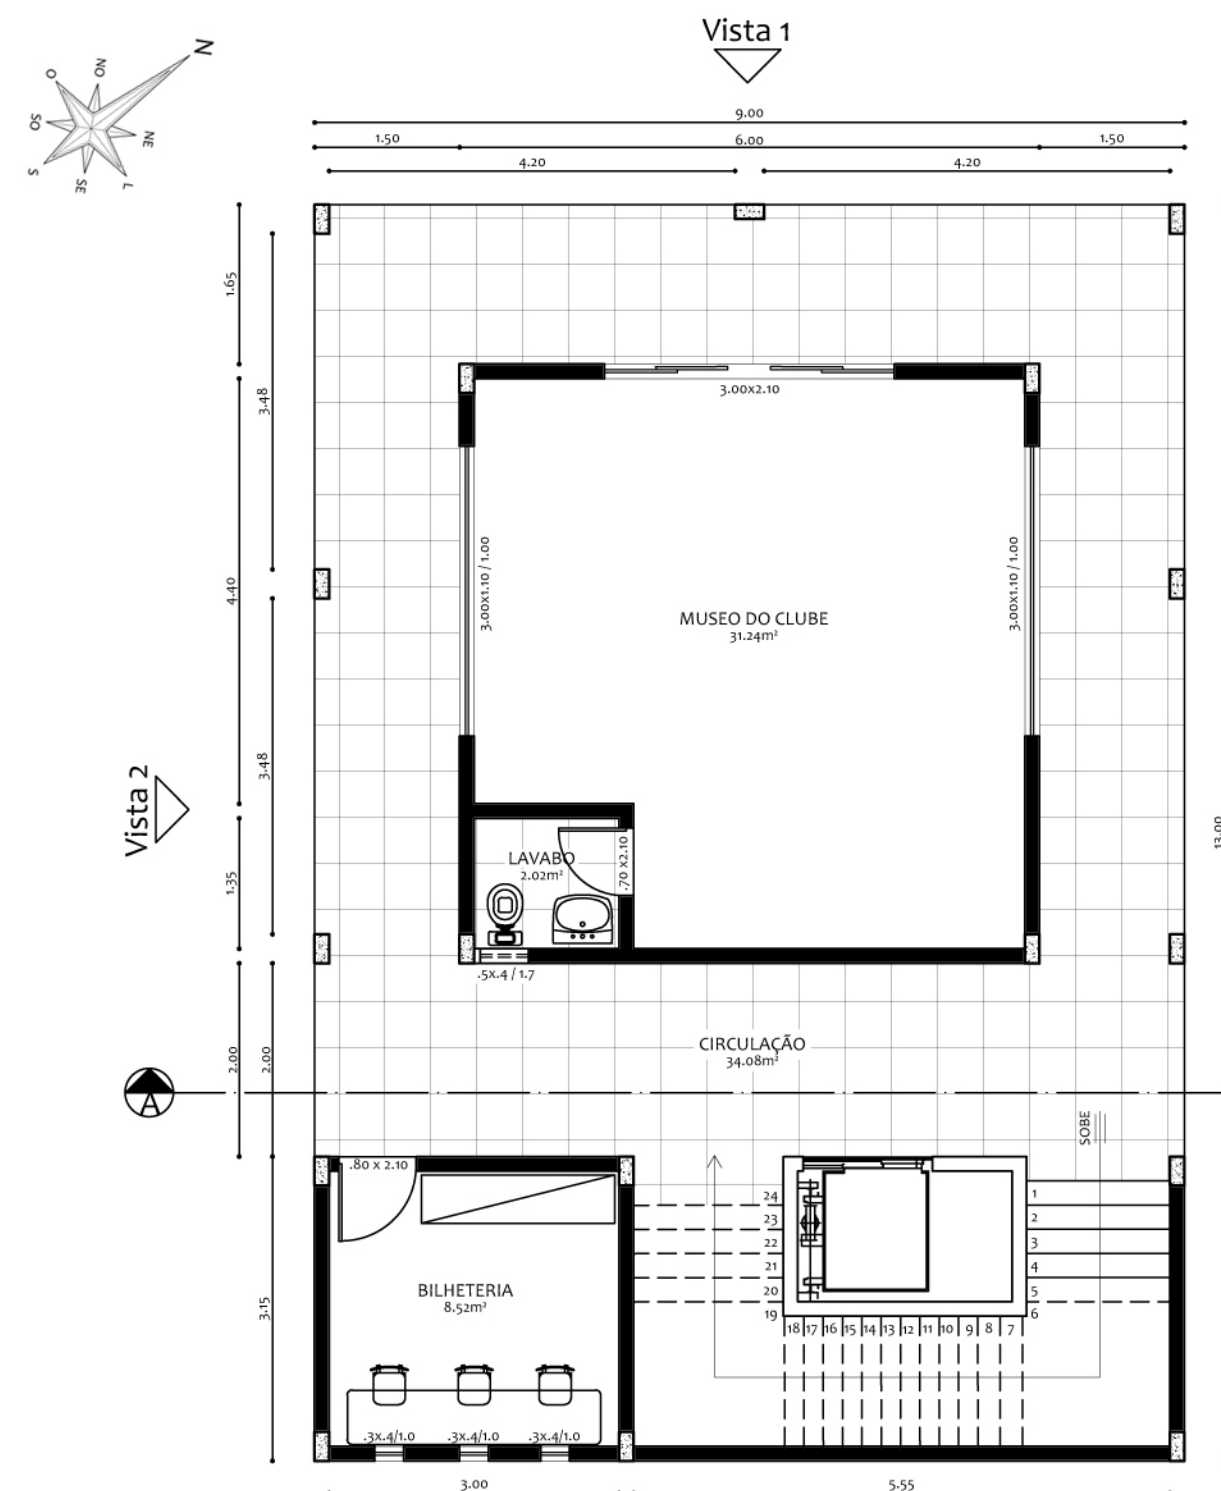 Vista 1
N
NO
O
SO
NE
S
SE
L
9.00
1.50
6.00
1.50
4.20
4.20
1.65
3.48
3.00x2.10
3.00x1.10 / 1.00
3.00x1.10 / 1.00
4.40
MUSEO DO CLUBE
31.24m²
3.48
Vista 2
13.00
1.35
LAVABO
2.02m²
.70 x2.10
.5x.4 / 1.7
2.00
2.00
CIRCULAÇÃO
34.08m²
A
SOBE
.80 x 2.10
24
23
22
21
20
19
1
2
3
4
5
6
18 17 16 15 14 13 12 11 10 9 8 7
3.15
BILHETERIA
8.52m²
.3x.4/1.0
.3x.4/1.0
.3x.4/1.0
3.00
5.55